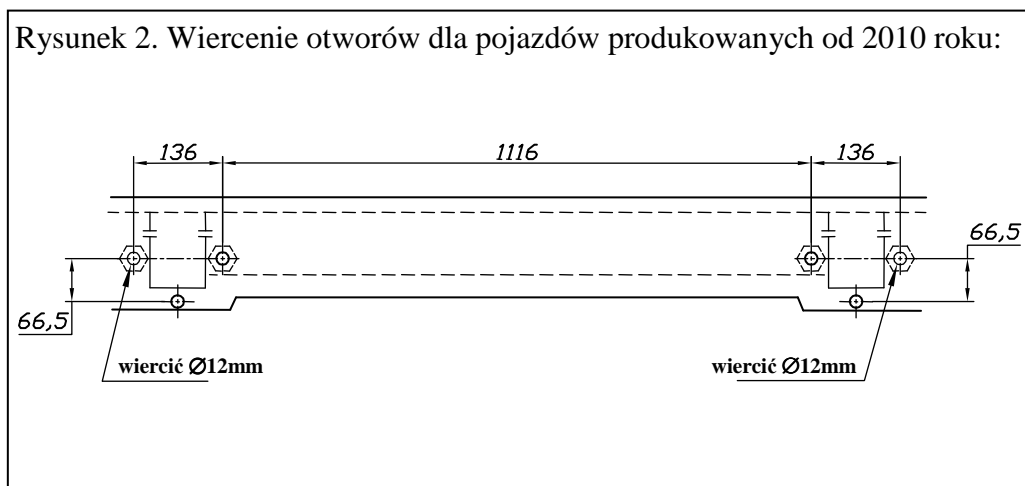 Rysunek 2. Wiercenie otworów dla pojazdów produkowanych od 2010 roku:
136 1116 136
66,5
66,5
wiercić Ø12mm wiercić Ø12mm